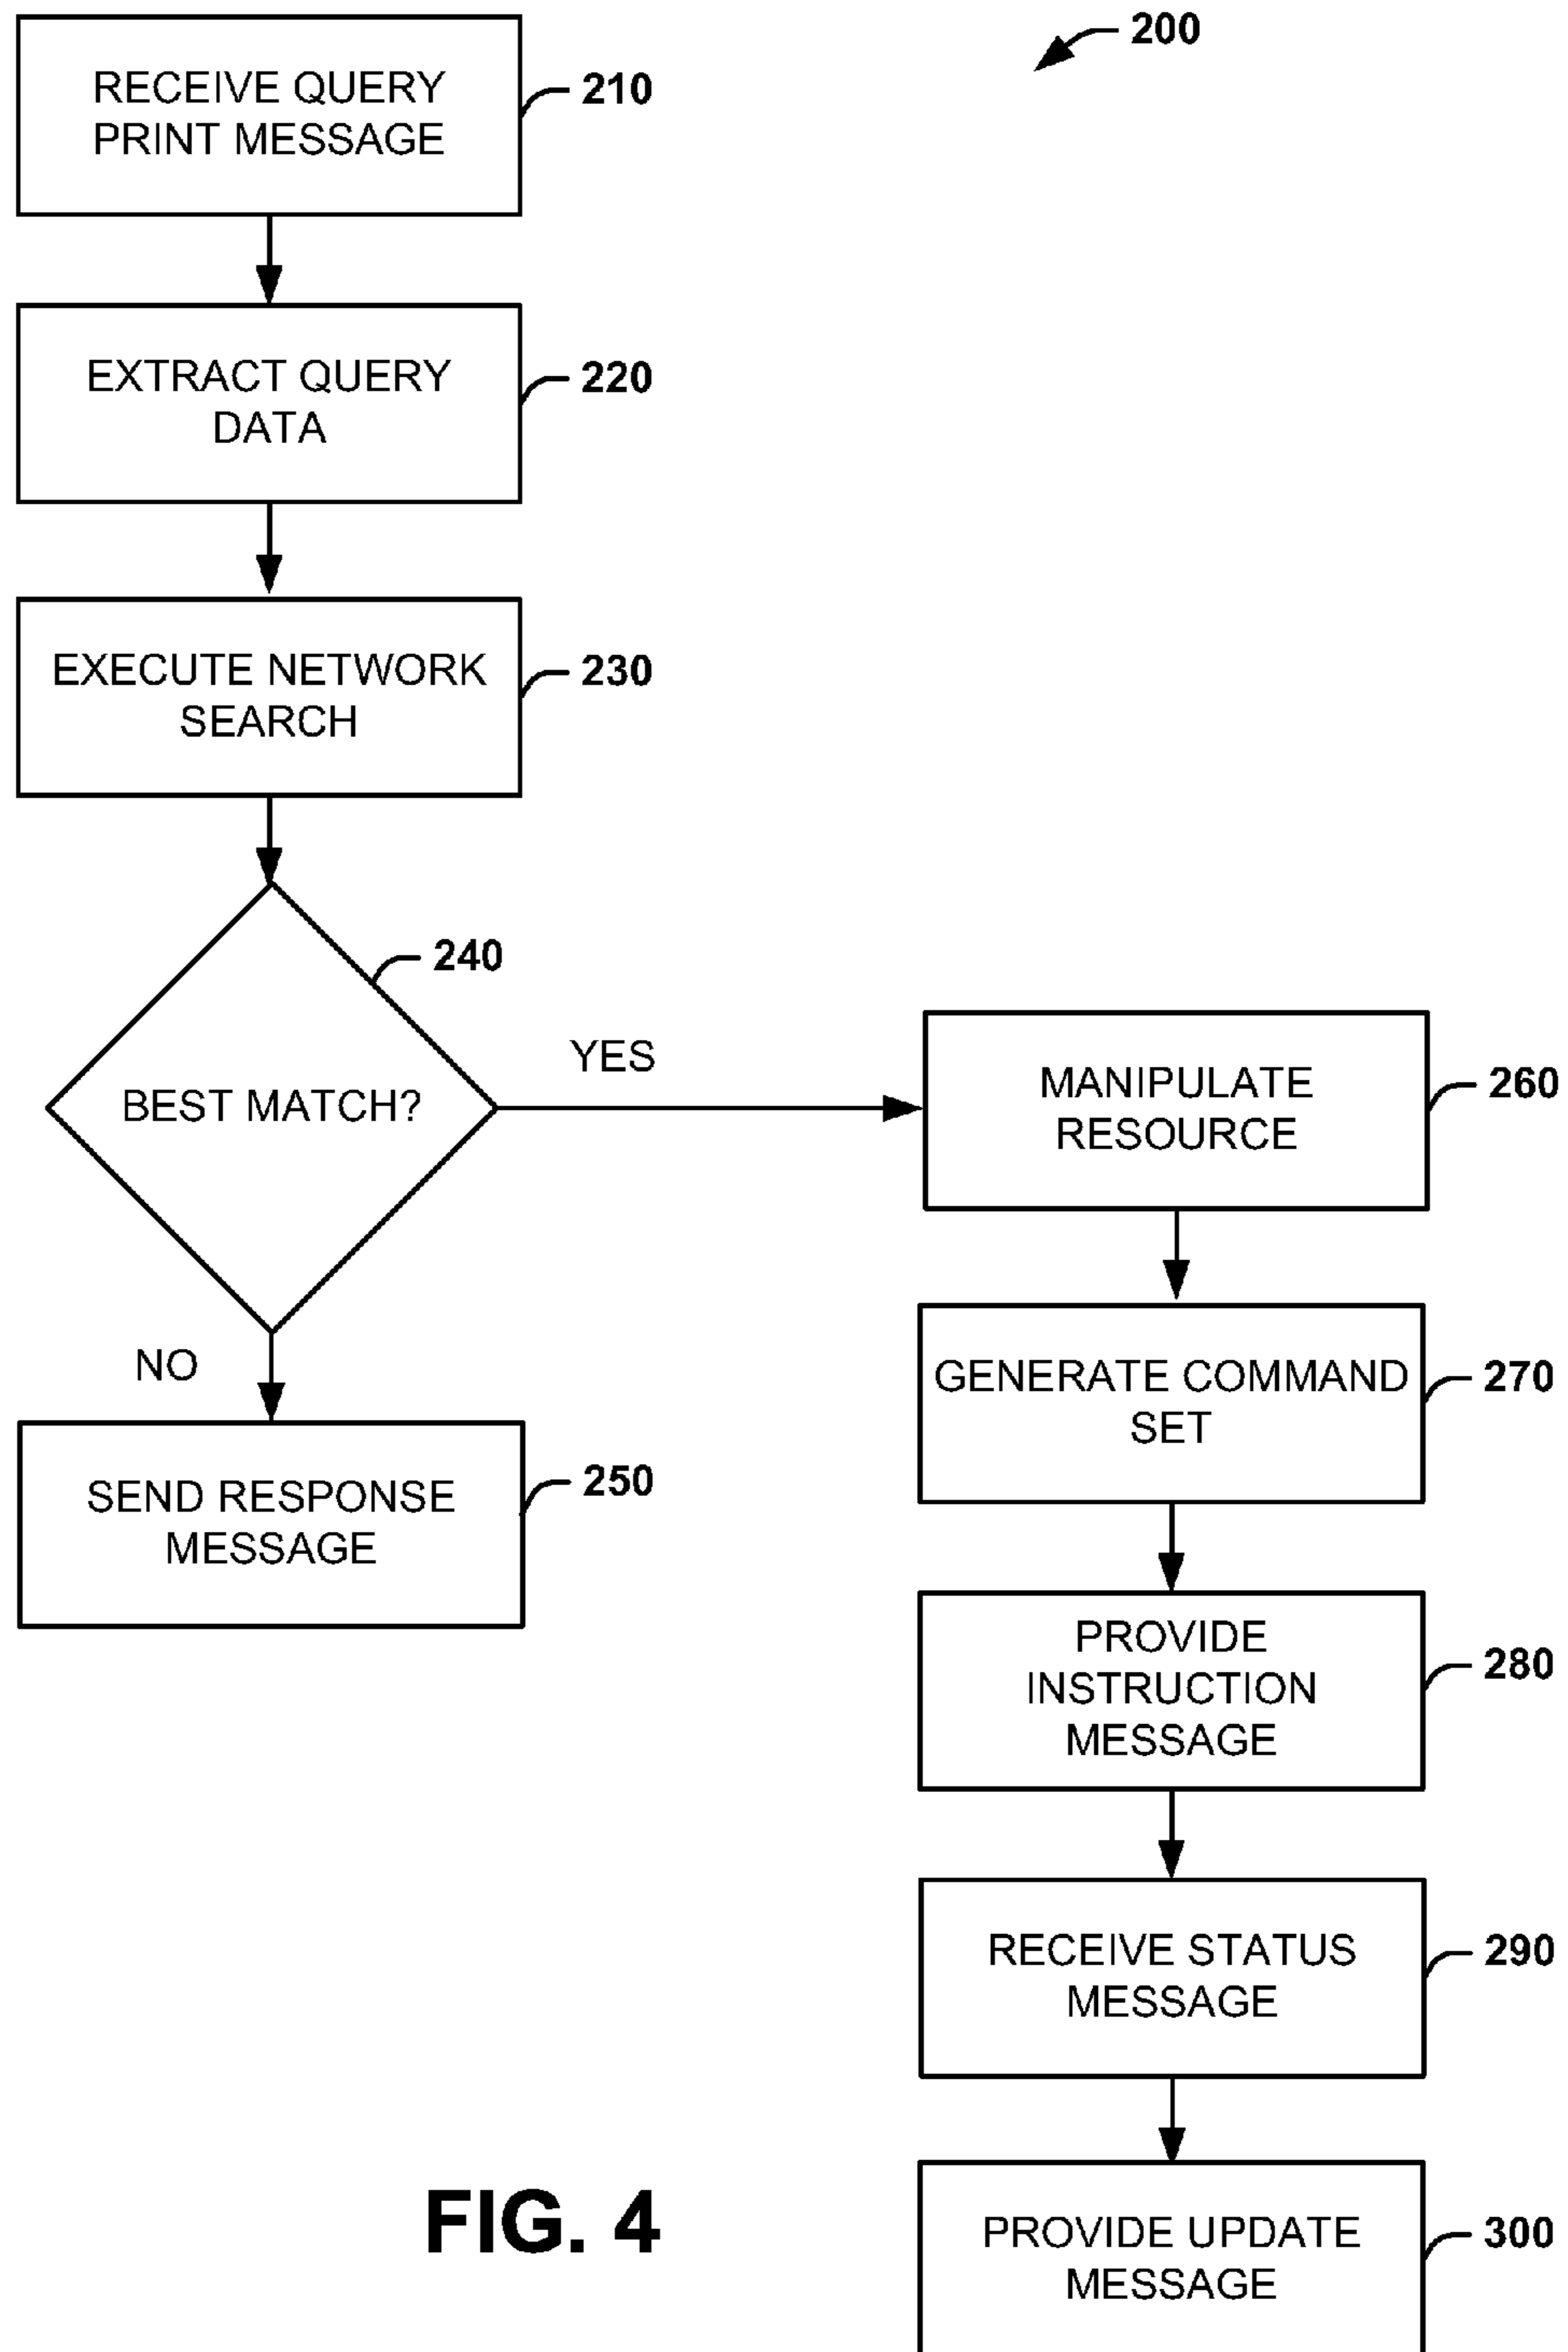 200
RECEIVE QUERY
PRINT MESSAGE
210
EXTRACT QUERY
DATA
220
EXECUTE NETWORK
SEARCH
230
240
BEST MATCH?
YES
NO
SEND RESPONSE
MESSAGE
250
MANIPULATE
RESOURCE
260
GENERATE COMMAND
SET
270
PROVIDE
INSTRUCTION
MESSAGE
280
RECEIVE STATUS
MESSAGE
290
PROVIDE UPDATE
MESSAGE
300
FIG. 4